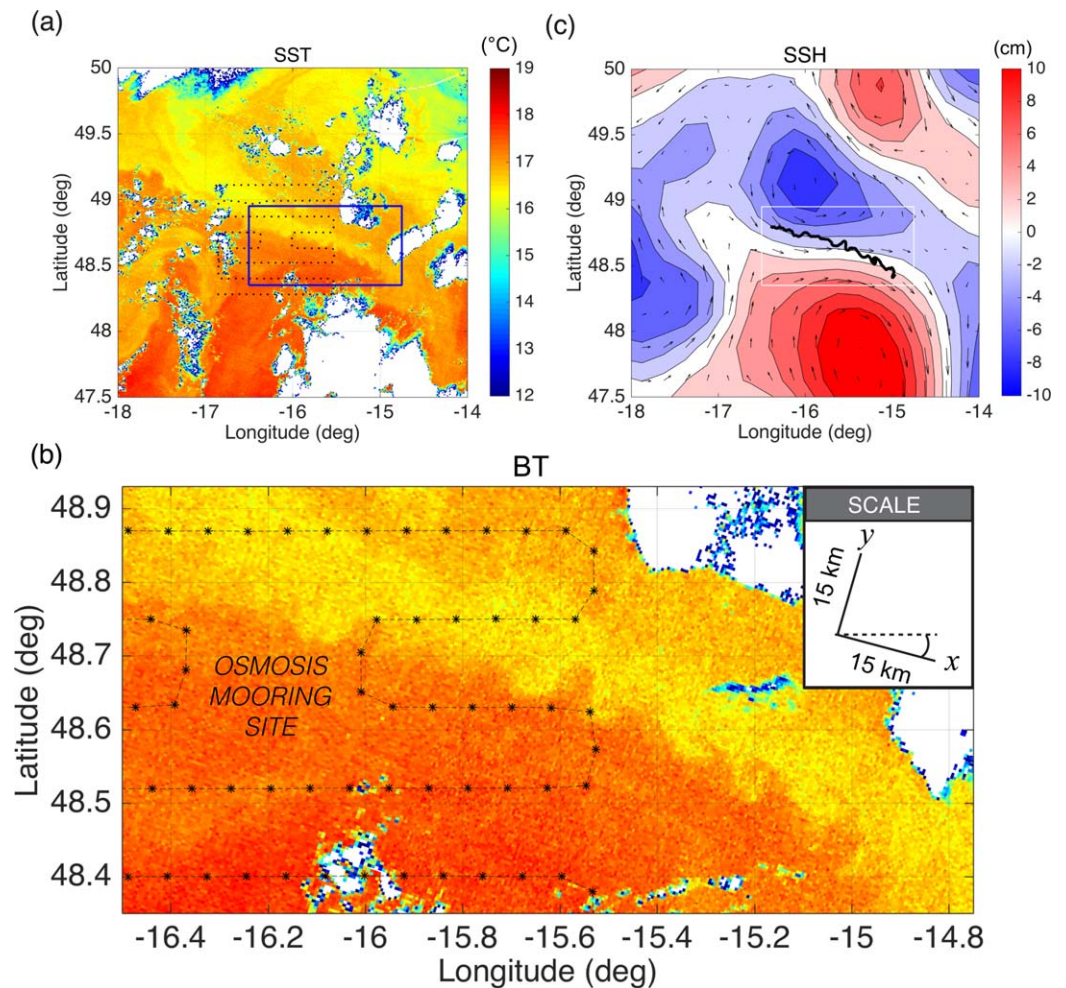 (a)
SST
(°C)
50
49.5
49
48.5
48
47.5
-18
-17
-16
-15
-14
Latitude (deg)
Longitude (deg)
19
18
17
16
15
14
13
12
(c)
SSH
(cm)
50
49.5
49
48.5
48
47.5
-18
-17
-16
-15
-14
Latitude (deg)
Longitude (deg)
10
8
6
4
2
0
-2
-4
-6
-8
-10
(b)
BT
48.9
48.8
48.7
48.6
48.5
48.4
Latitude (deg)
OSMOSIS
MOORING
SITE
SCALE
y
15 km
15 km
x
-16.4
-16.2
-16
-15.8
-15.6
-15.4
-15.2
-15
-14.8
Longitude (deg)